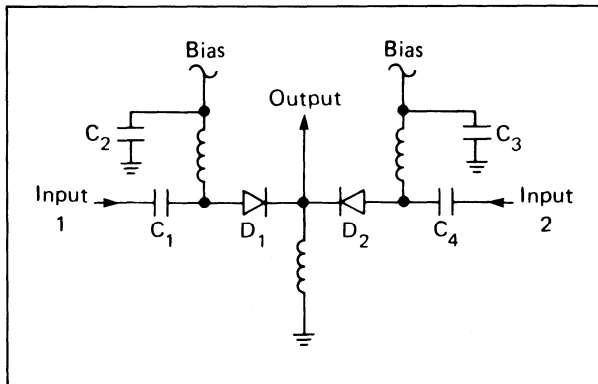 Bias
Bias
Output
C2
C3
Input
1
Input
2
C1
D1
D2
C4